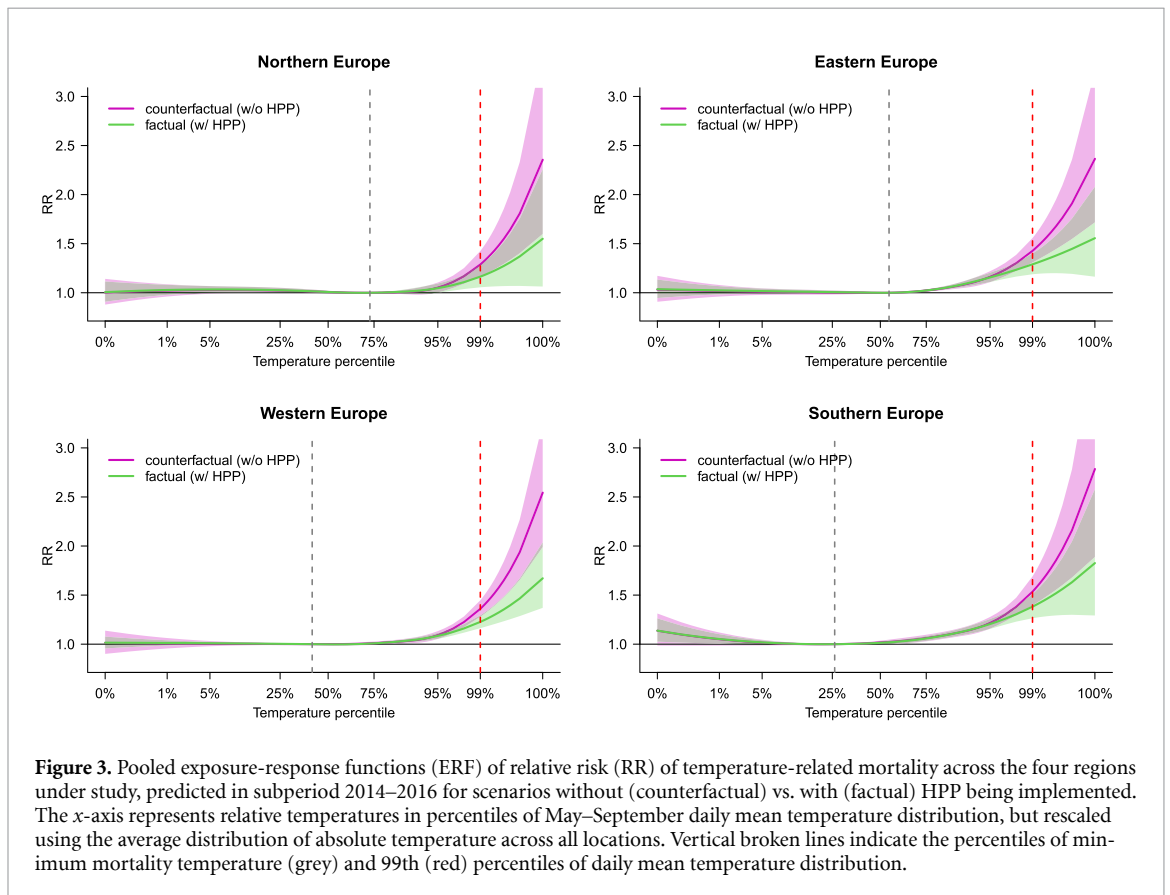 Northern Europe
counterfactual (w/o HPP)
factual (w/ HPP)
3.0
2.5
2.0
1.5
1.0
RR
0% 1% 5% 25% 50% 75% 95% 99% 100%
Temperature percentile
Eastern Europe
counterfactual (w/o HPP)
factual (w/ HPP)
3.0
2.5
2.0
1.5
1.0
RR
0% 1% 5% 25% 50% 75% 95% 99% 100%
Temperature percentile
Western Europe
counterfactual (w/o HPP)
factual (w/ HPP)
3.0
2.5
2.0
1.5
1.0
RR
0% 1% 5% 25% 50% 75% 95% 99% 100%
Temperature percentile
Southern Europe
counterfactual (w/o HPP)
factual (w/ HPP)
3.0
2.5
2.0
1.5
1.0
RR
0% 1% 5% 25% 50% 75% 95% 99% 100%
Temperature percentile
Figure 3. Pooled exposure-response functions (ERF) of relative risk (RR) of temperature-related mortality across the four regions
under study, predicted in subperiod 2014–2016 for scenarios without (counterfactual) vs. with (factual) HPP being implemented.
The x-axis represents relative temperatures in percentiles of May–September daily mean temperature distribution, but rescaled
using the average distribution of absolute temperature across all locations. Vertical broken lines indicate the percentiles of min-
imum mortality temperature (grey) and 99th (red) percentiles of daily mean temperature distribution.